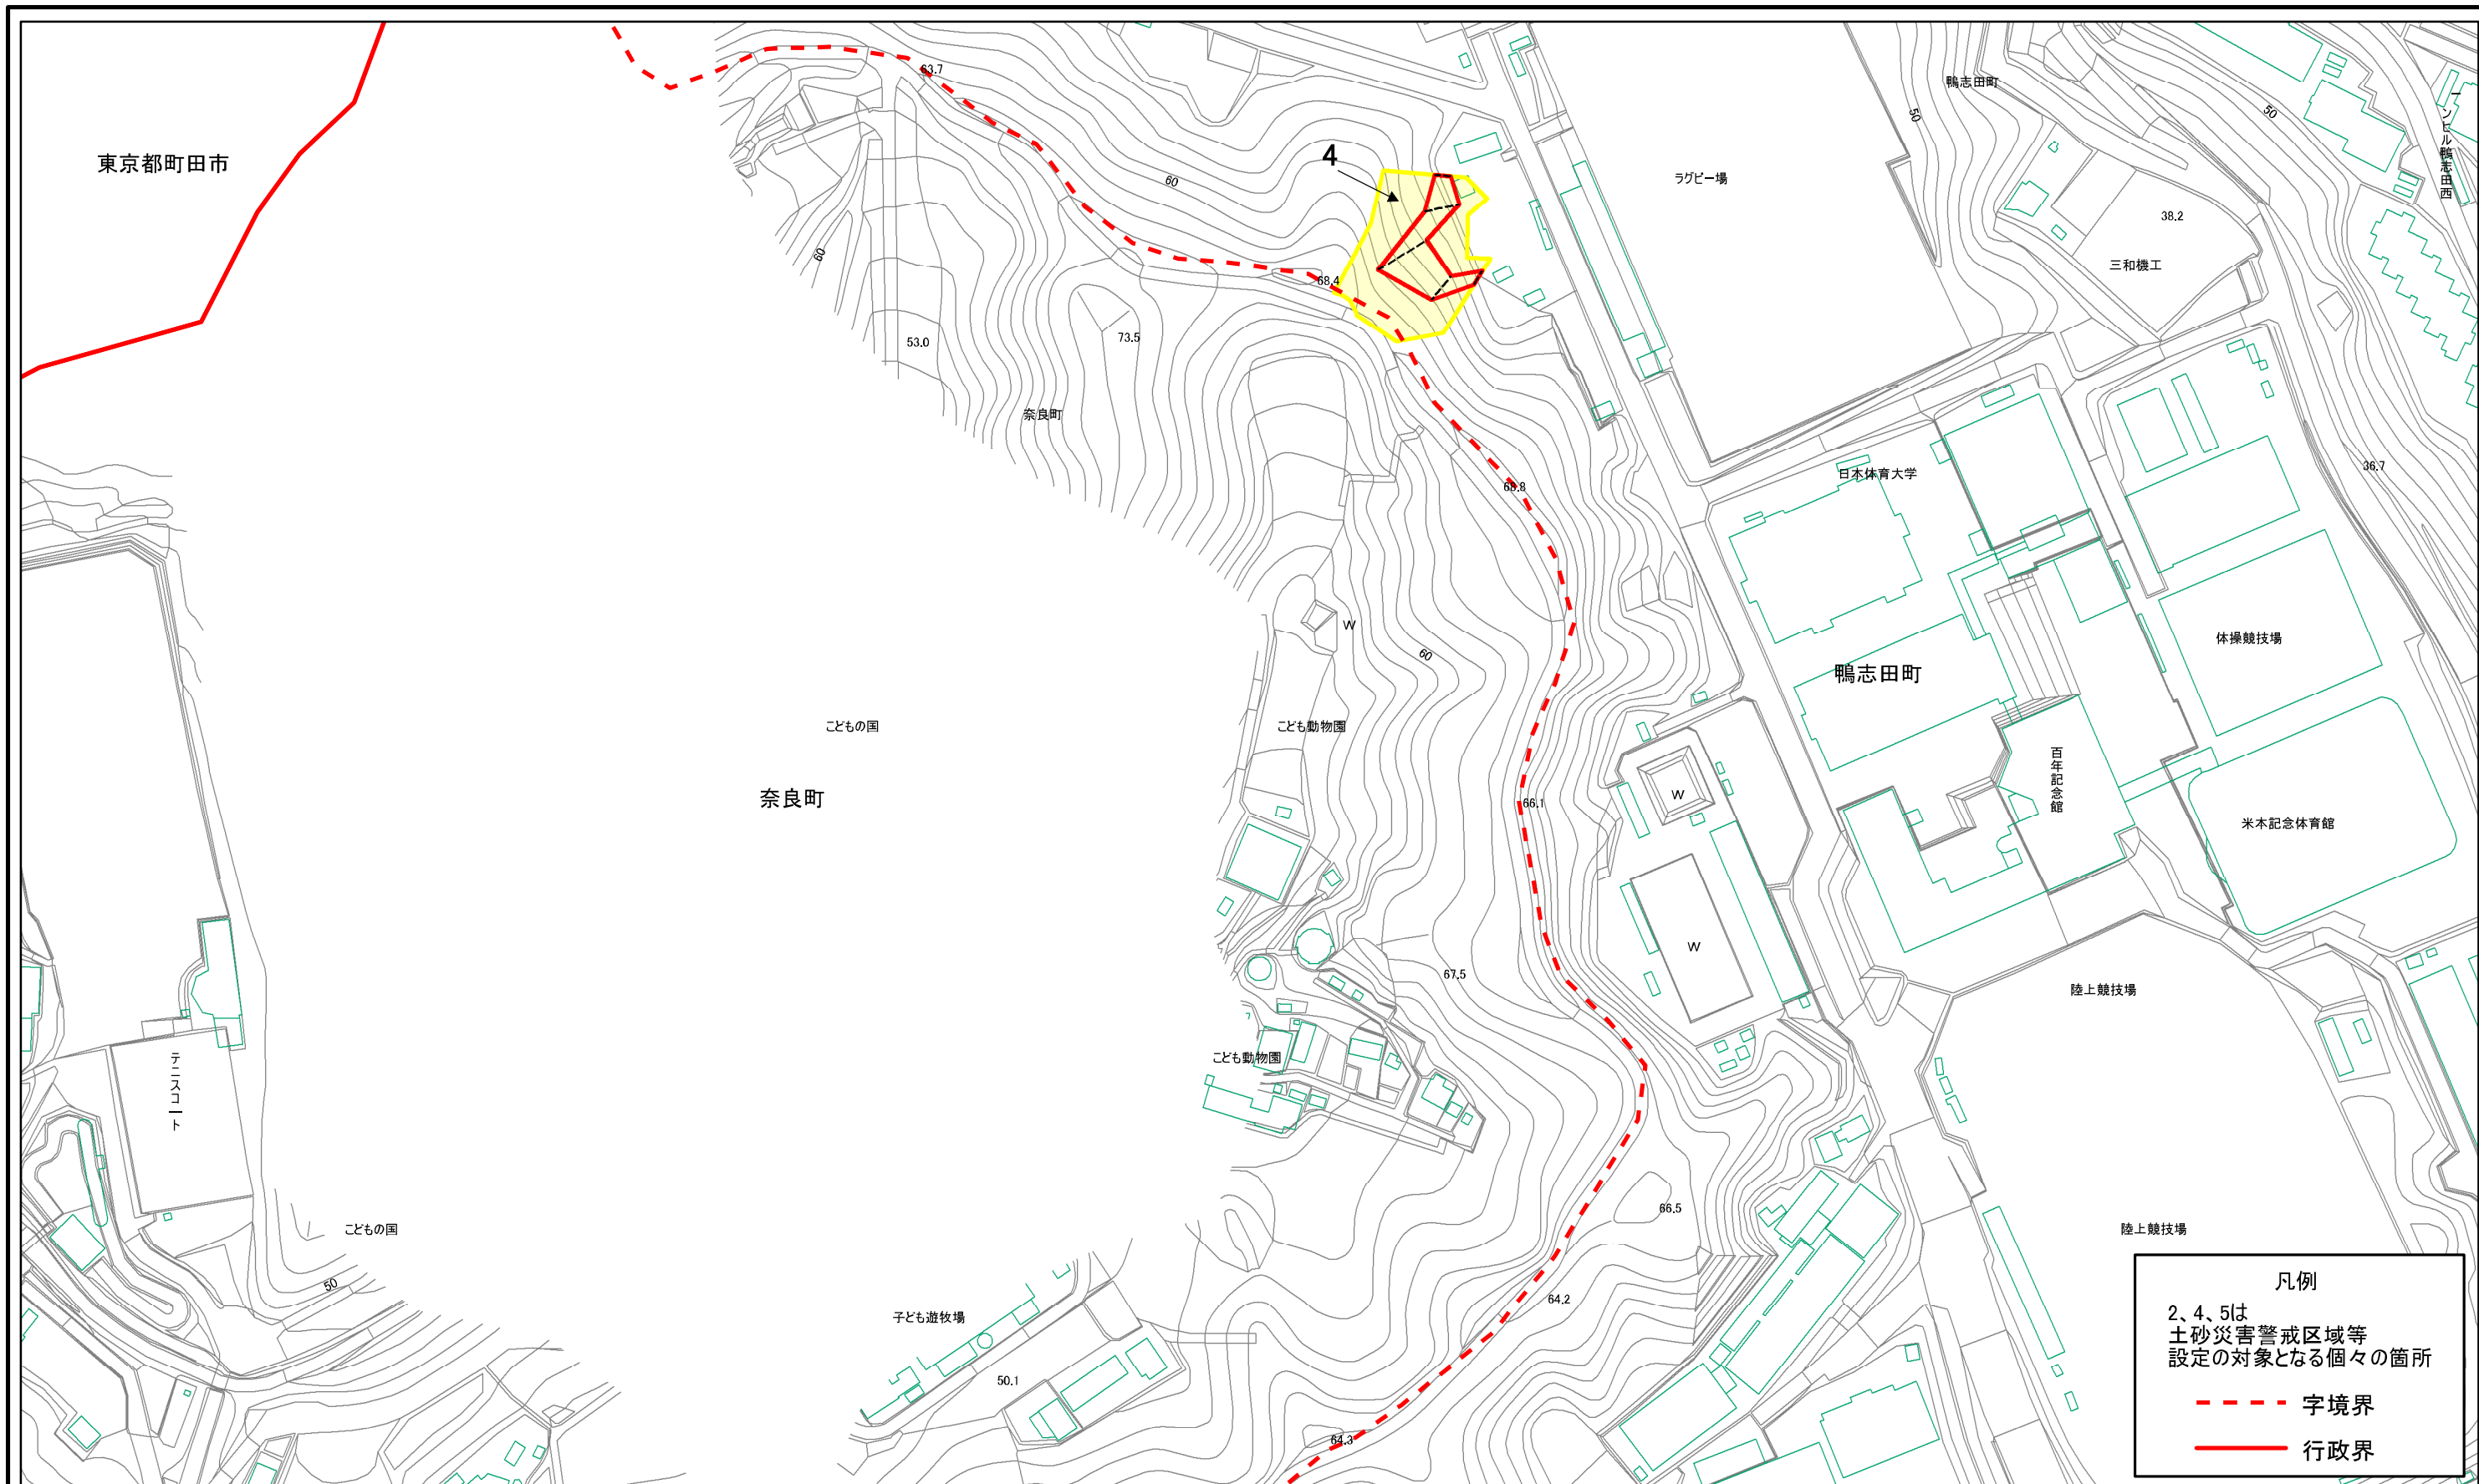 63.7
鴨志田町
50
50
ーンヒル鴨志田西
東京都町田市
4
60
ラグビー場
38.2
60
三和機工
68.4
53.0
73.5
奈良町
日本体育大学
36.7
68.8
W
体操競技場
60
鴨志田町
こどもの国
こども動物園
百年記念館
奈良町
W
66.1
米本記念体育館
W
67.5
陸上競技場
こども動物園
テニスコート
66.5
こどもの国
陸上競技場
50
64.2
子ども遊牧場
50.1
64.3
凡例
2、4、5は
土砂災害警戒区域等
設定の対象となる個々の箇所
字境界
行政界